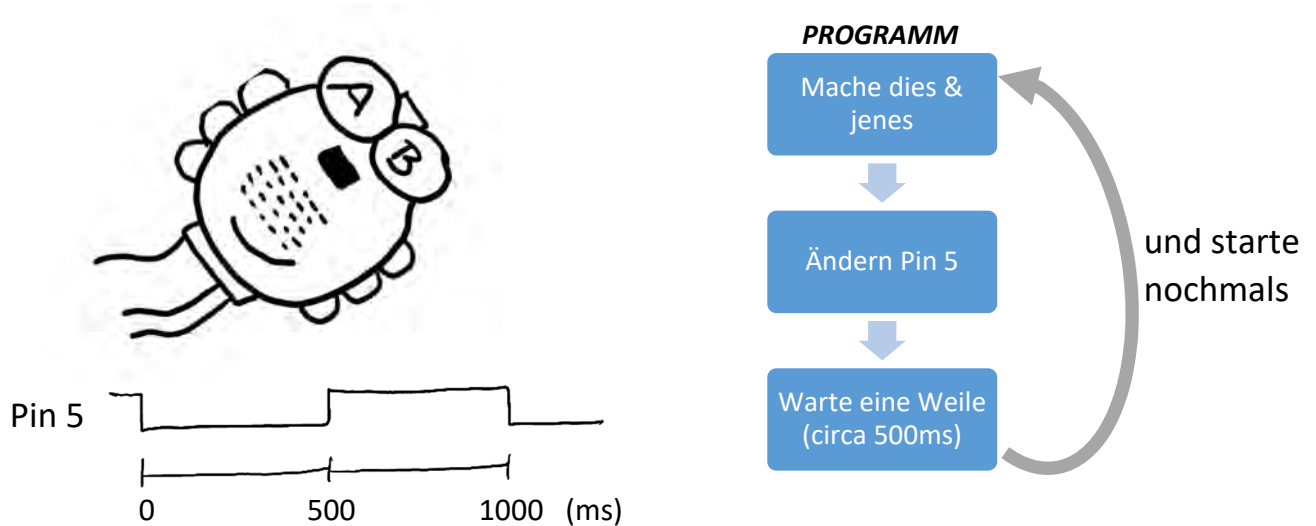 A
B
Pin 5
0 500 1000 (ms)
PROGRAMM
Mache dies &
jenes
Ändern Pin 5
Warte eine Weile
(circa 500ms)
und starte
nochmals